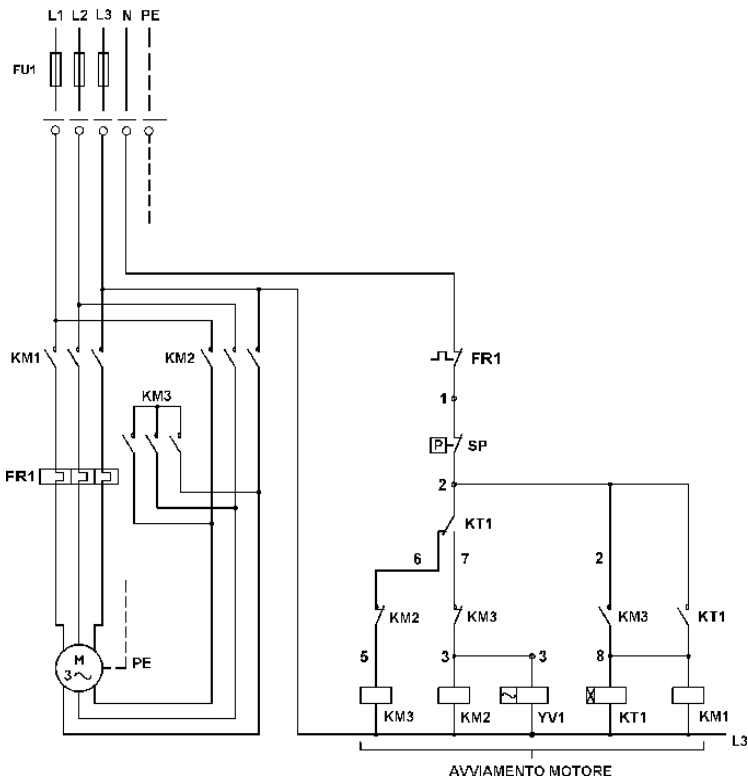 L1 L2 L3 N PE
FU1
KM1
KM2
FR1
KM3
1
P SP
FR1
2
KT1
6 7 2
KM2 KM3 KM3 KT1
M
3
PE
5 3 3 8
KM3 KM2 YV1 KT1 KM1
L3
AVVIAMENTO MOTORE